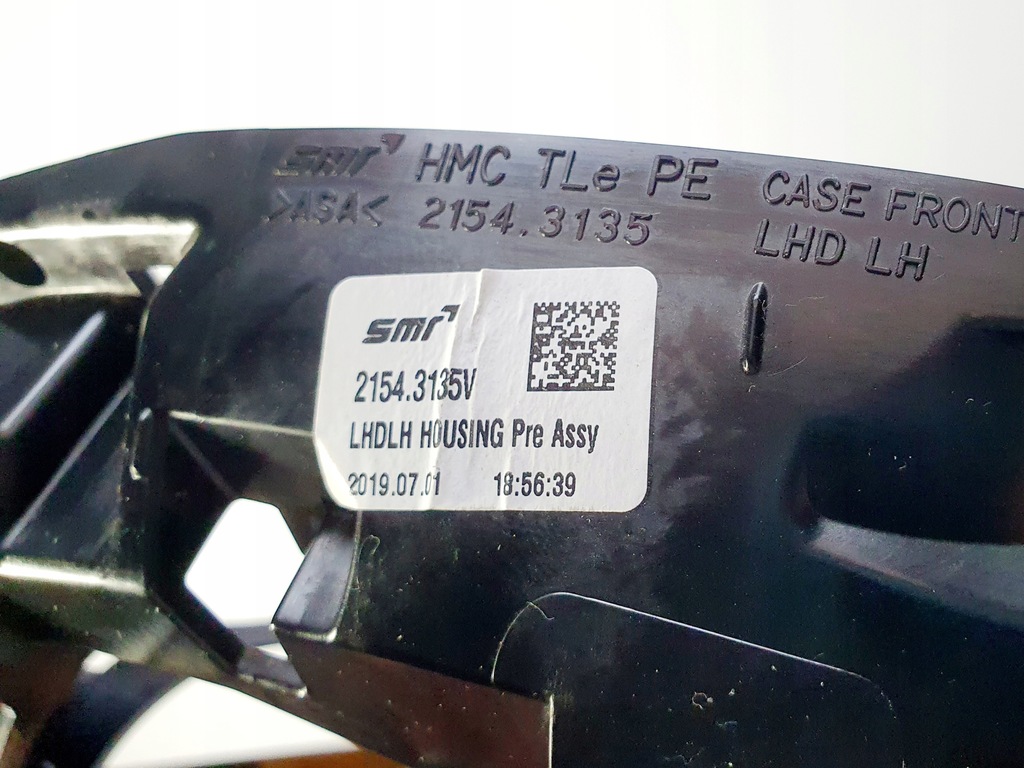 smr HMC TLe PE CASE FRONT
>ASA< 2154.3135 LHD LH
smr
2154.3135V
LHDLH HOUSING Pre Assy
2019.07.01 18:56:39